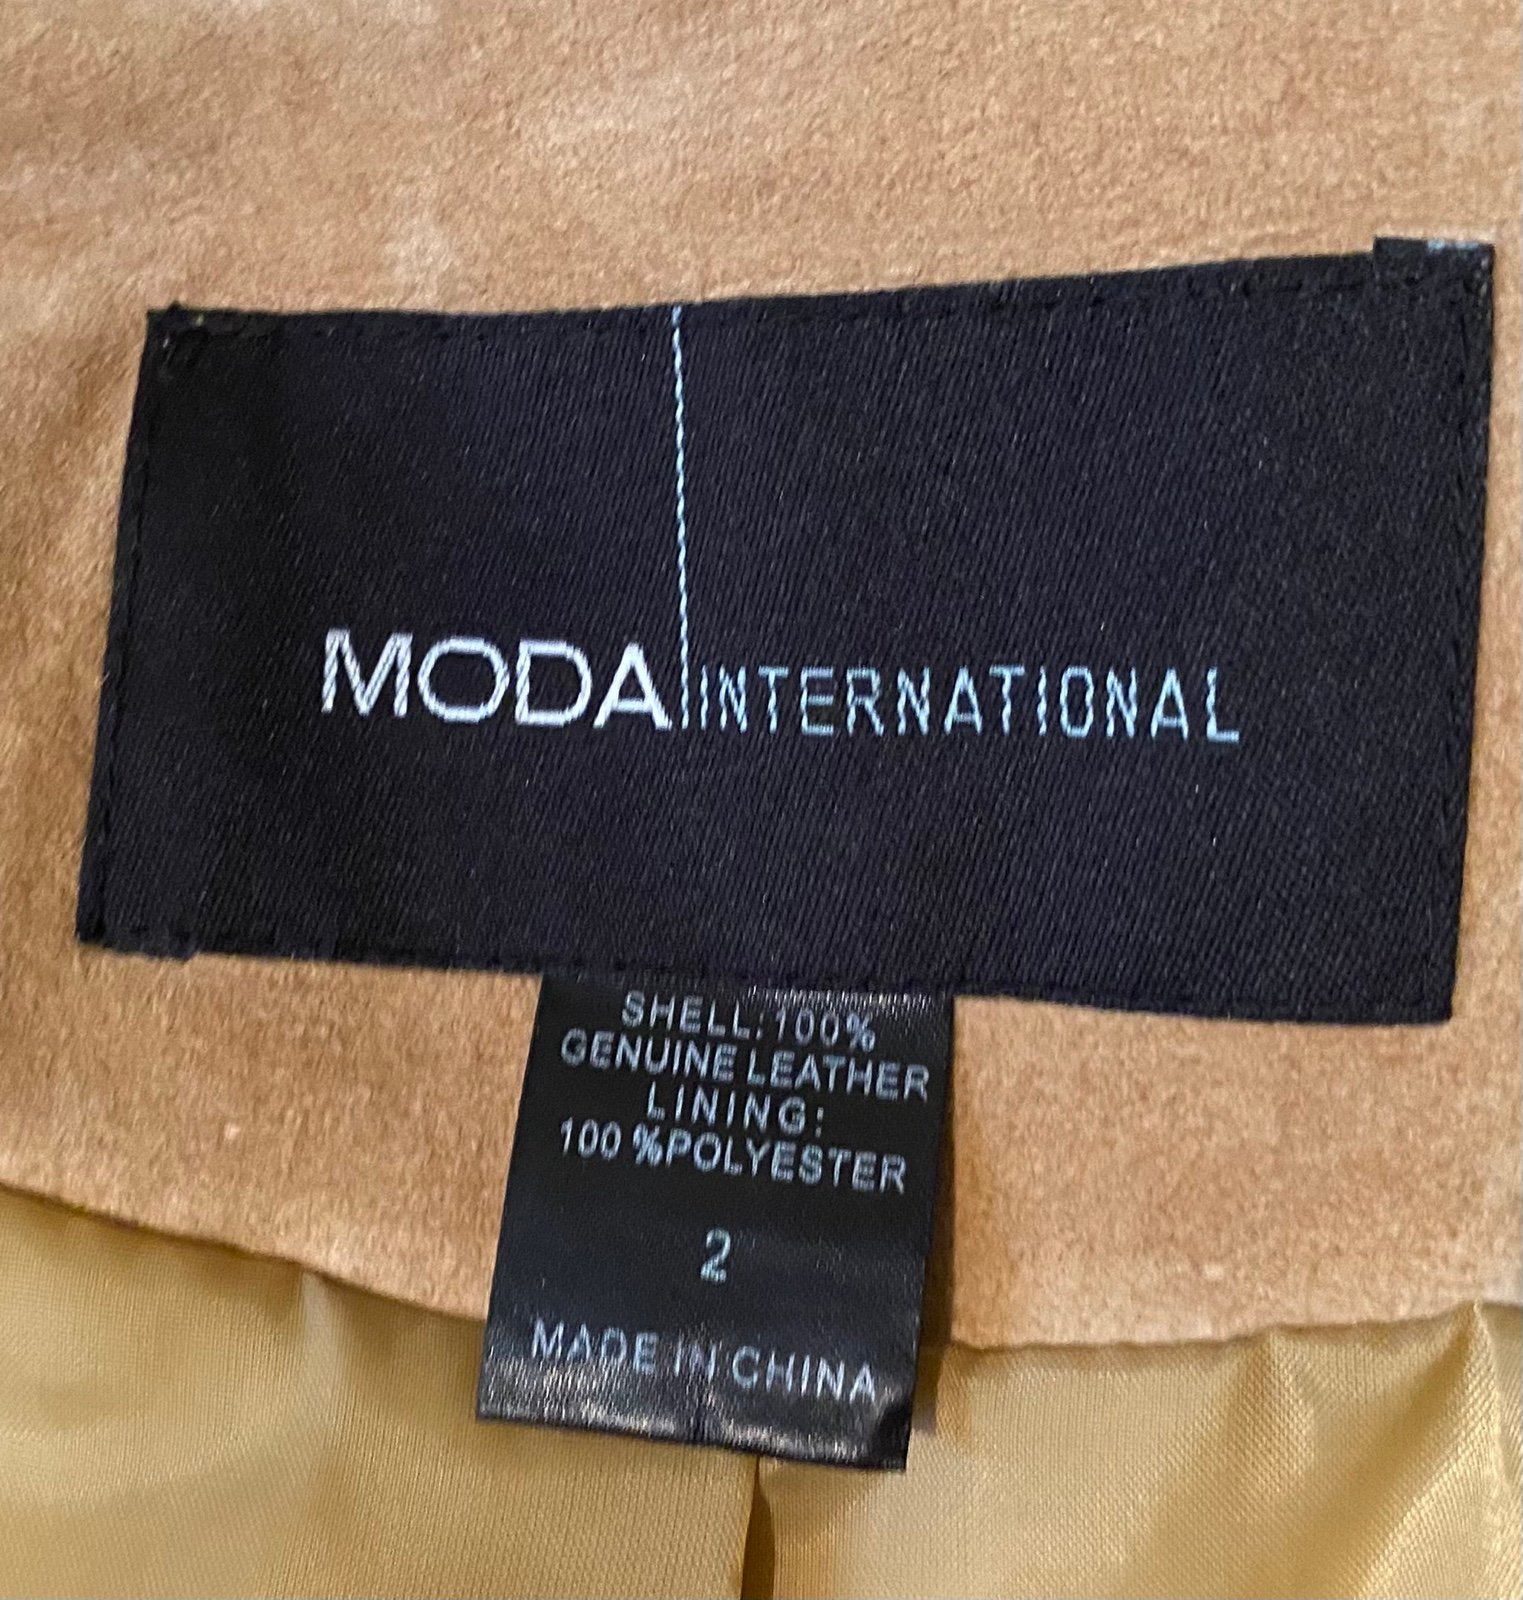 MODA INTERNATIONAL
SHELL: 100%
GENUINE LEATHER
LINING:
100 %POLYESTER
2
MADE IN CHINA